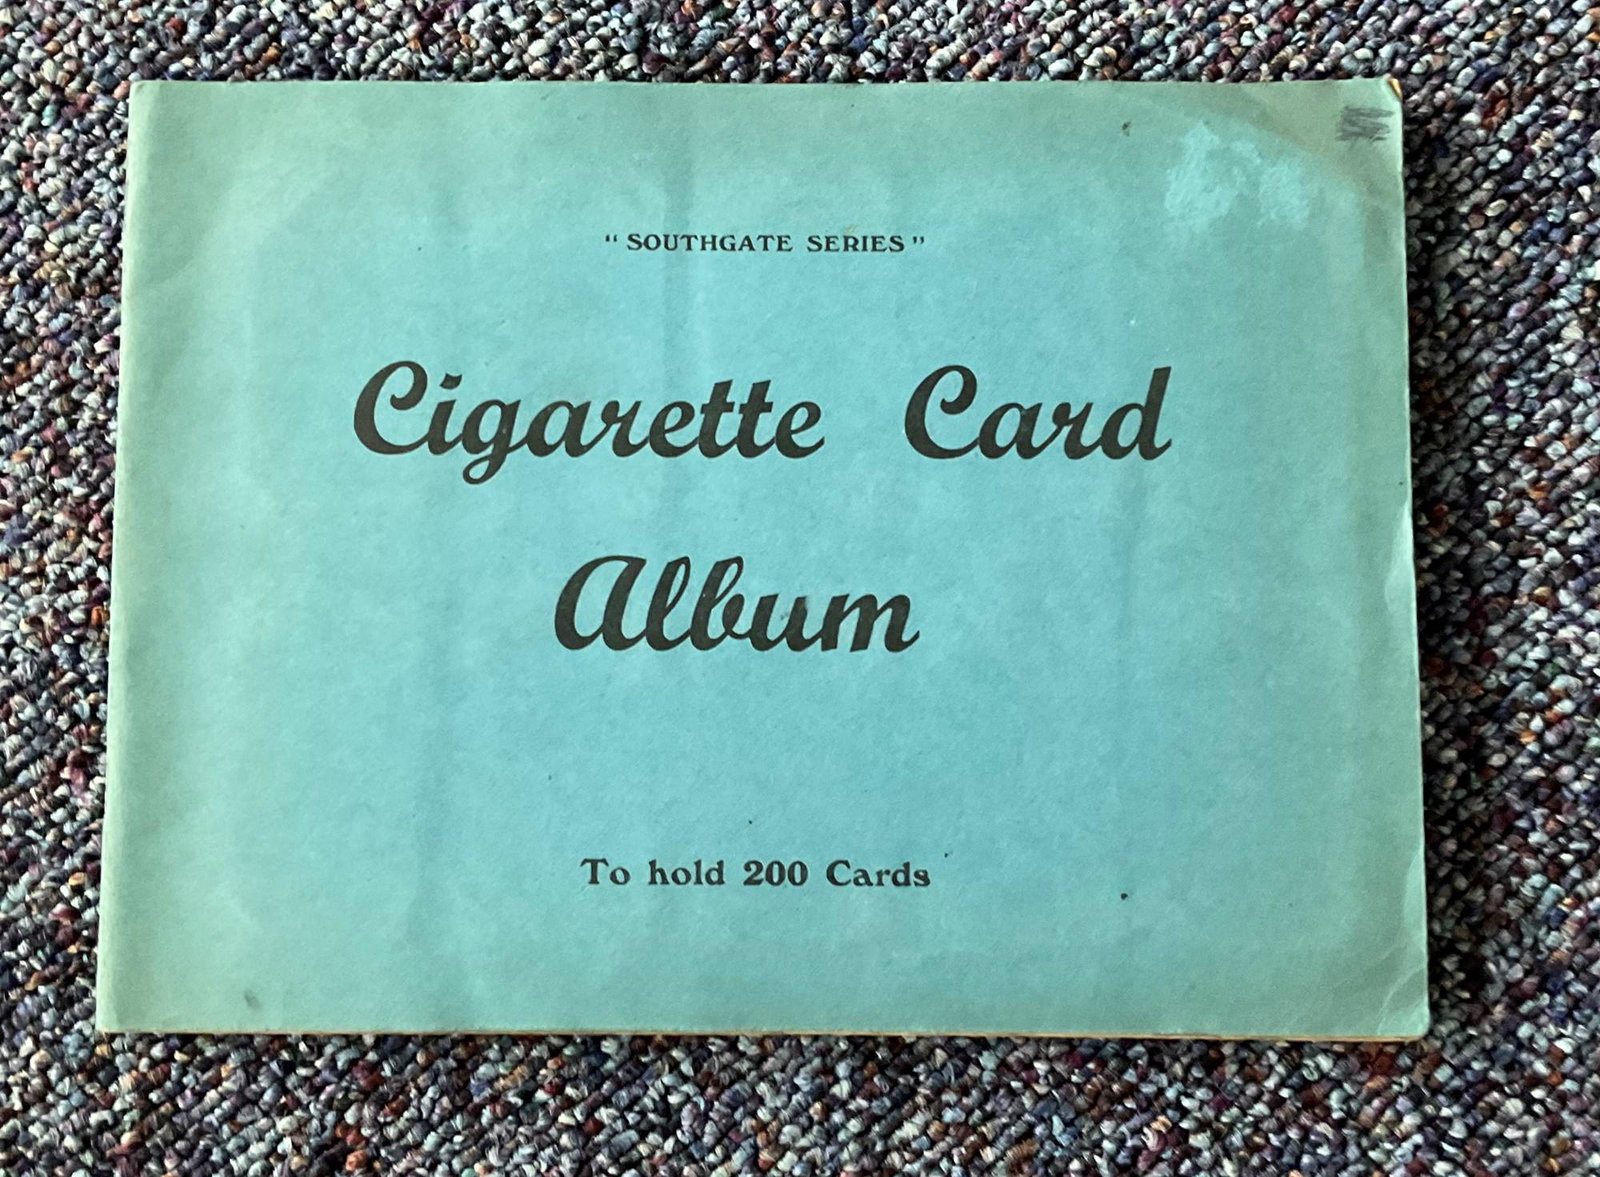 “ SOUTHGATE SERIES ”
Cigarette Card
Album
To hold 200 Cards